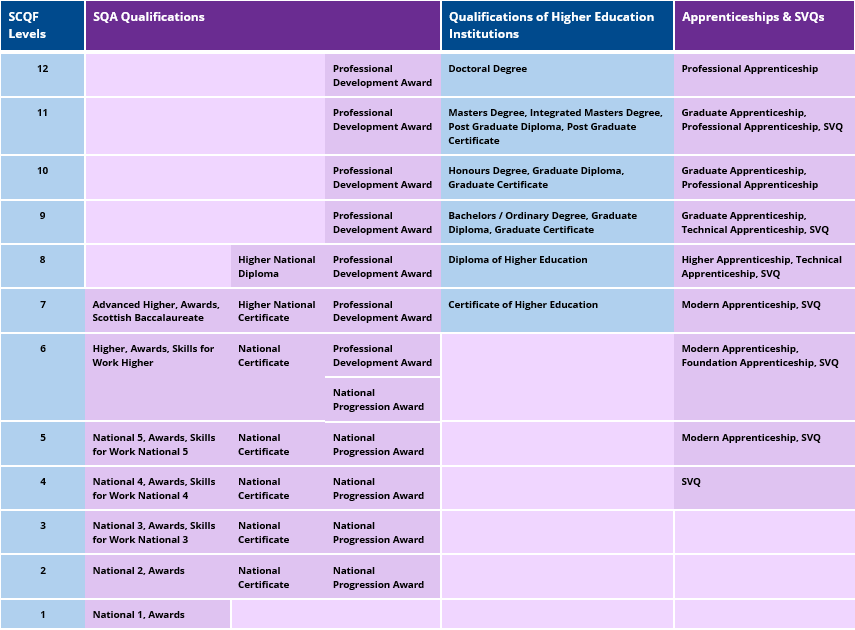 SCQF
Levels
SQA Qualifications
Qualifications of Higher Education
Institutions
Apprenticeships & SVQs
12
Professional
Development Award
Doctoral Degree
Professional Apprenticeship
11
Professional
Development Award
Masters Degree, Integrated Masters Degree,
Post Graduate Diploma, Post Graduate
Certificate
Graduate Apprenticeship,
Professional Apprenticeship, SVQ
10
Professional
Development Award
Honours Degree, Graduate Diploma,
Graduate Certificate
Graduate Apprenticeship,
Professional Apprenticeship
9
Professional
Development Award
Bachelors / Ordinary Degree, Graduate
Diploma, Graduate Certificate
Graduate Apprenticeship,
Technical Apprenticeship, SVQ
8
Higher National
Diploma
Professional
Development Award
Diploma of Higher Education
Higher Apprenticeship, Technical
Apprenticeship, SVQ
7
Advanced Higher, Awards,
Scottish Baccalaureate
Higher National
Certificate
Professional
Development Award
Certificate of Higher Education
Modern Apprenticeship, SVQ
6
Higher, Awards, Skills for
Work Higher
National
Certificate
Professional
Development Award
National
Progression Award
Modern Apprenticeship,
Foundation Apprenticeship, SVQ
5
National 5, Awards, Skills
for Work National 5
National
Certificate
National
Progression Award
Modern Apprenticeship, SVQ
4
National 4, Awards, Skills
for Work National 4
National
Certificate
National
Progression Award
SVQ
3
National 3, Awards, Skills
for Work National 3
National
Certificate
National
Progression Award
2
National 2, Awards
National
Certificate
National
Progression Award
1
National 1, Awards